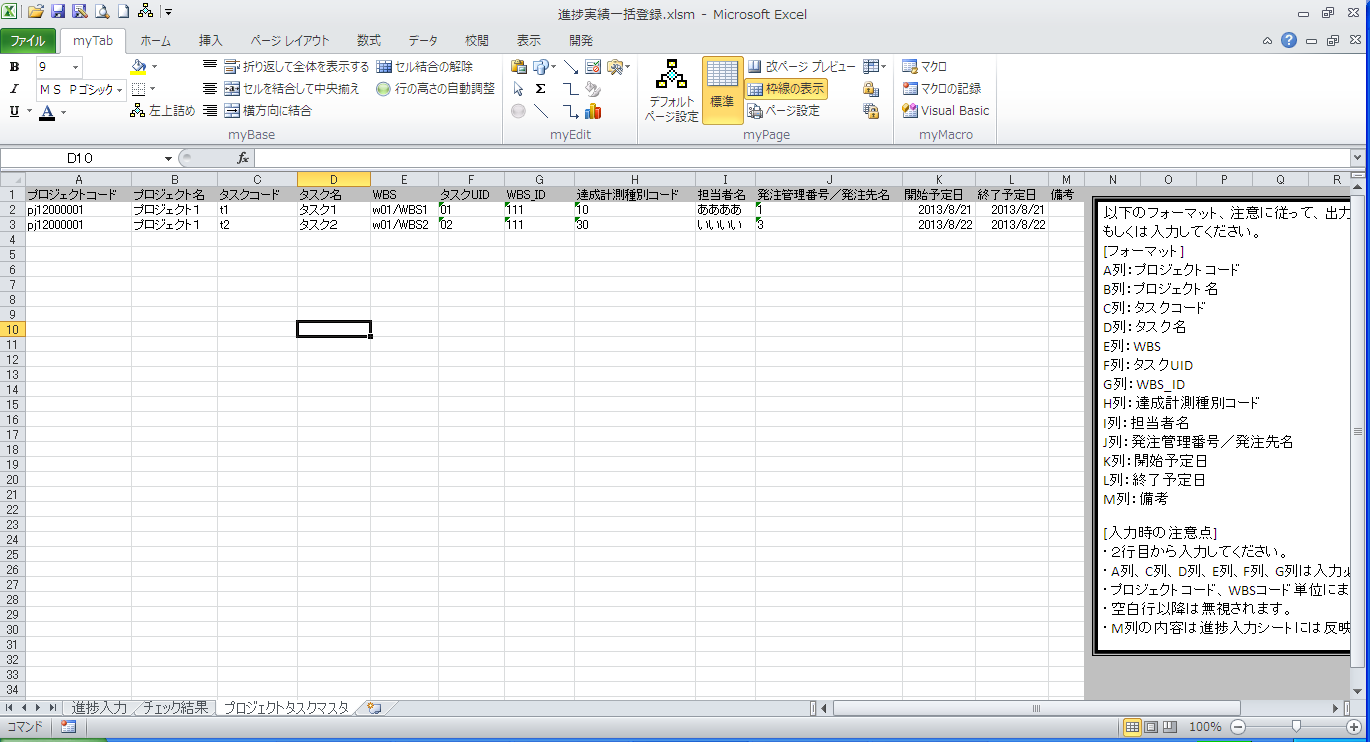 進捗実績一括登録.xlsm - Microsoft Excel
ファイル myTab ホーム 挿入 ページ レイアウト 数式 データ 校閲 表示 開発
B 9 折り返して全体を表示する セル結合の解除 改ページ プレビュー マクロ
I ＭＳ Ｐゴシック セルを結合して中央揃え 行の高さの自動調整 Σ デフォルト ページ設定 標準 枠線の表示 マクロの記録
U A 左上詰め 横方向に結合 ページ設定 Visual Basic
myBase myEdit myPage myMacro
D10 fx
A B C D E F G H I J K L M N O P Q R
1 プロジェクトコード プロジェクト名 タスクコード タスク名 WBS タスクUID WBS_ID 達成計測種別コード 担当者名 発注管理番号／発注先名 開始予定日 終了予定日 備考
2 pj12000001 プロジェクト1 t1 タスク1 w01/WBS1 01 111 10 ああああ 1 2013/8/21 2013/8/21
3 pj12000001 プロジェクト1 t2 タスク2 w01/WBS2 02 111 30 いいいい 3 2013/8/22 2013/8/22
4
5
6
7
8
9
10
11
12
13
14
15
16
17
18
19
20
21
22
23
24
25
26
27
28
29
30
31
32
33
34
以下のフォーマット、注意に従って、出力
もしくは入力してください。
[フォーマット]
A列：プロジェクトコード
B列：プロジェクト名
C列：タスクコード
D列：タスク名
E列：WBS
F列：タスクUID
G列：WBS_ID
H列：達成計測種別コード
I列：担当者名
J列：発注管理番号／発注先名
K列：開始予定日
L列：終了予定日
M列：備考
[入力時の注意点]
・2行目から入力してください。
・A列、C列、D列、E列、F列、G列は入力
・プロジェクトコード、WBSコード単位にま
・空白行以降は無視されます。
・M列の内容は進捗入力シートには反映
進捗入力 チェック結果 プロジェクトタスクマスタ
コマンド 100%